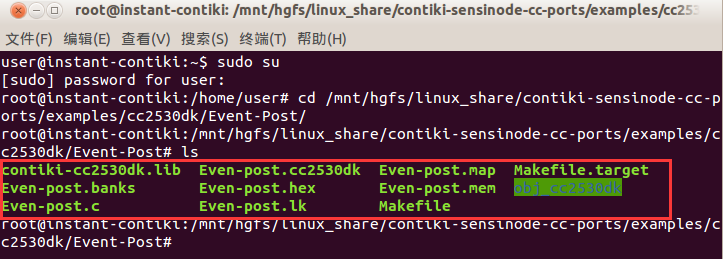 root@instant-contiki: /mnt/hgfs/linux_share/contiki-sensinode-cc-ports/examples/cc2530
文件(F) 编辑(E) 查看(V) 搜索(S) 终端(T) 帮助(H)
user@instant-contiki:~$ sudo su
[sudo] password for user:
root@instant-contiki:/home/user# cd /mnt/hgfs/linux_share/contiki-sensinode-cc-p
orts/examples/cc2530dk/Event-Post/
root@instant-contiki:/mnt/hgfs/linux_share/contiki-sensinode-cc-ports/examples/c
c2530dk/Event-Post# ls
contiki-cc2530dk.lib Even-post.cc2530dk Even-post.map Makefile.target
Even-post.banks Even-post.hex Even-post.mem obj_cc2530dk
Even-post.c Even-post.lk Makefile
root@instant-contiki:/mnt/hgfs/linux_share/contiki-sensinode-cc-ports/examples/c
c2530dk/Event-Post#